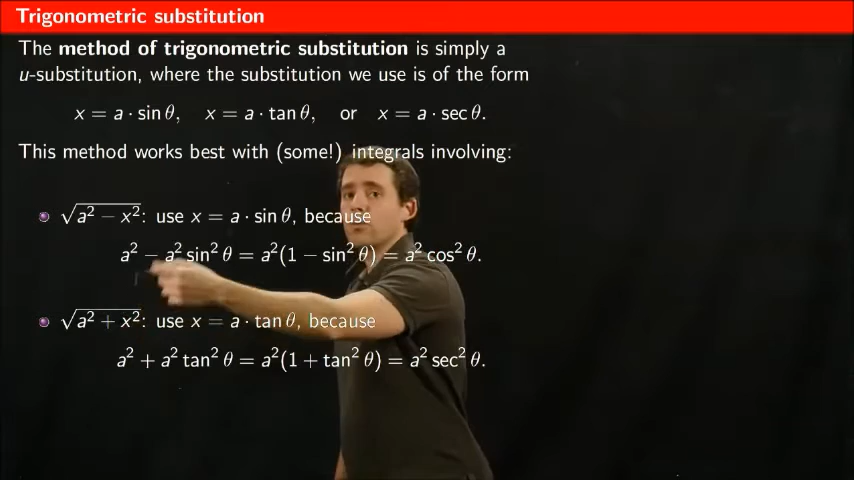 Trigonometric substitution
The method of trigonometric substitution is simply a
u-substitution, where the substitution we use is of the form
x = a · sin θ, x = a · tan θ, or x = a · sec θ.
This method works best with (some!) integrals involving:
√(a² − x²): use x = a · sin θ, because
a² − a² sin² θ = a²(1 − sin² θ) = a² cos² θ.
√(a² + x²): use x = a · tan θ, because
a² + a² tan² θ = a²(1 + tan² θ) = a² sec² θ.